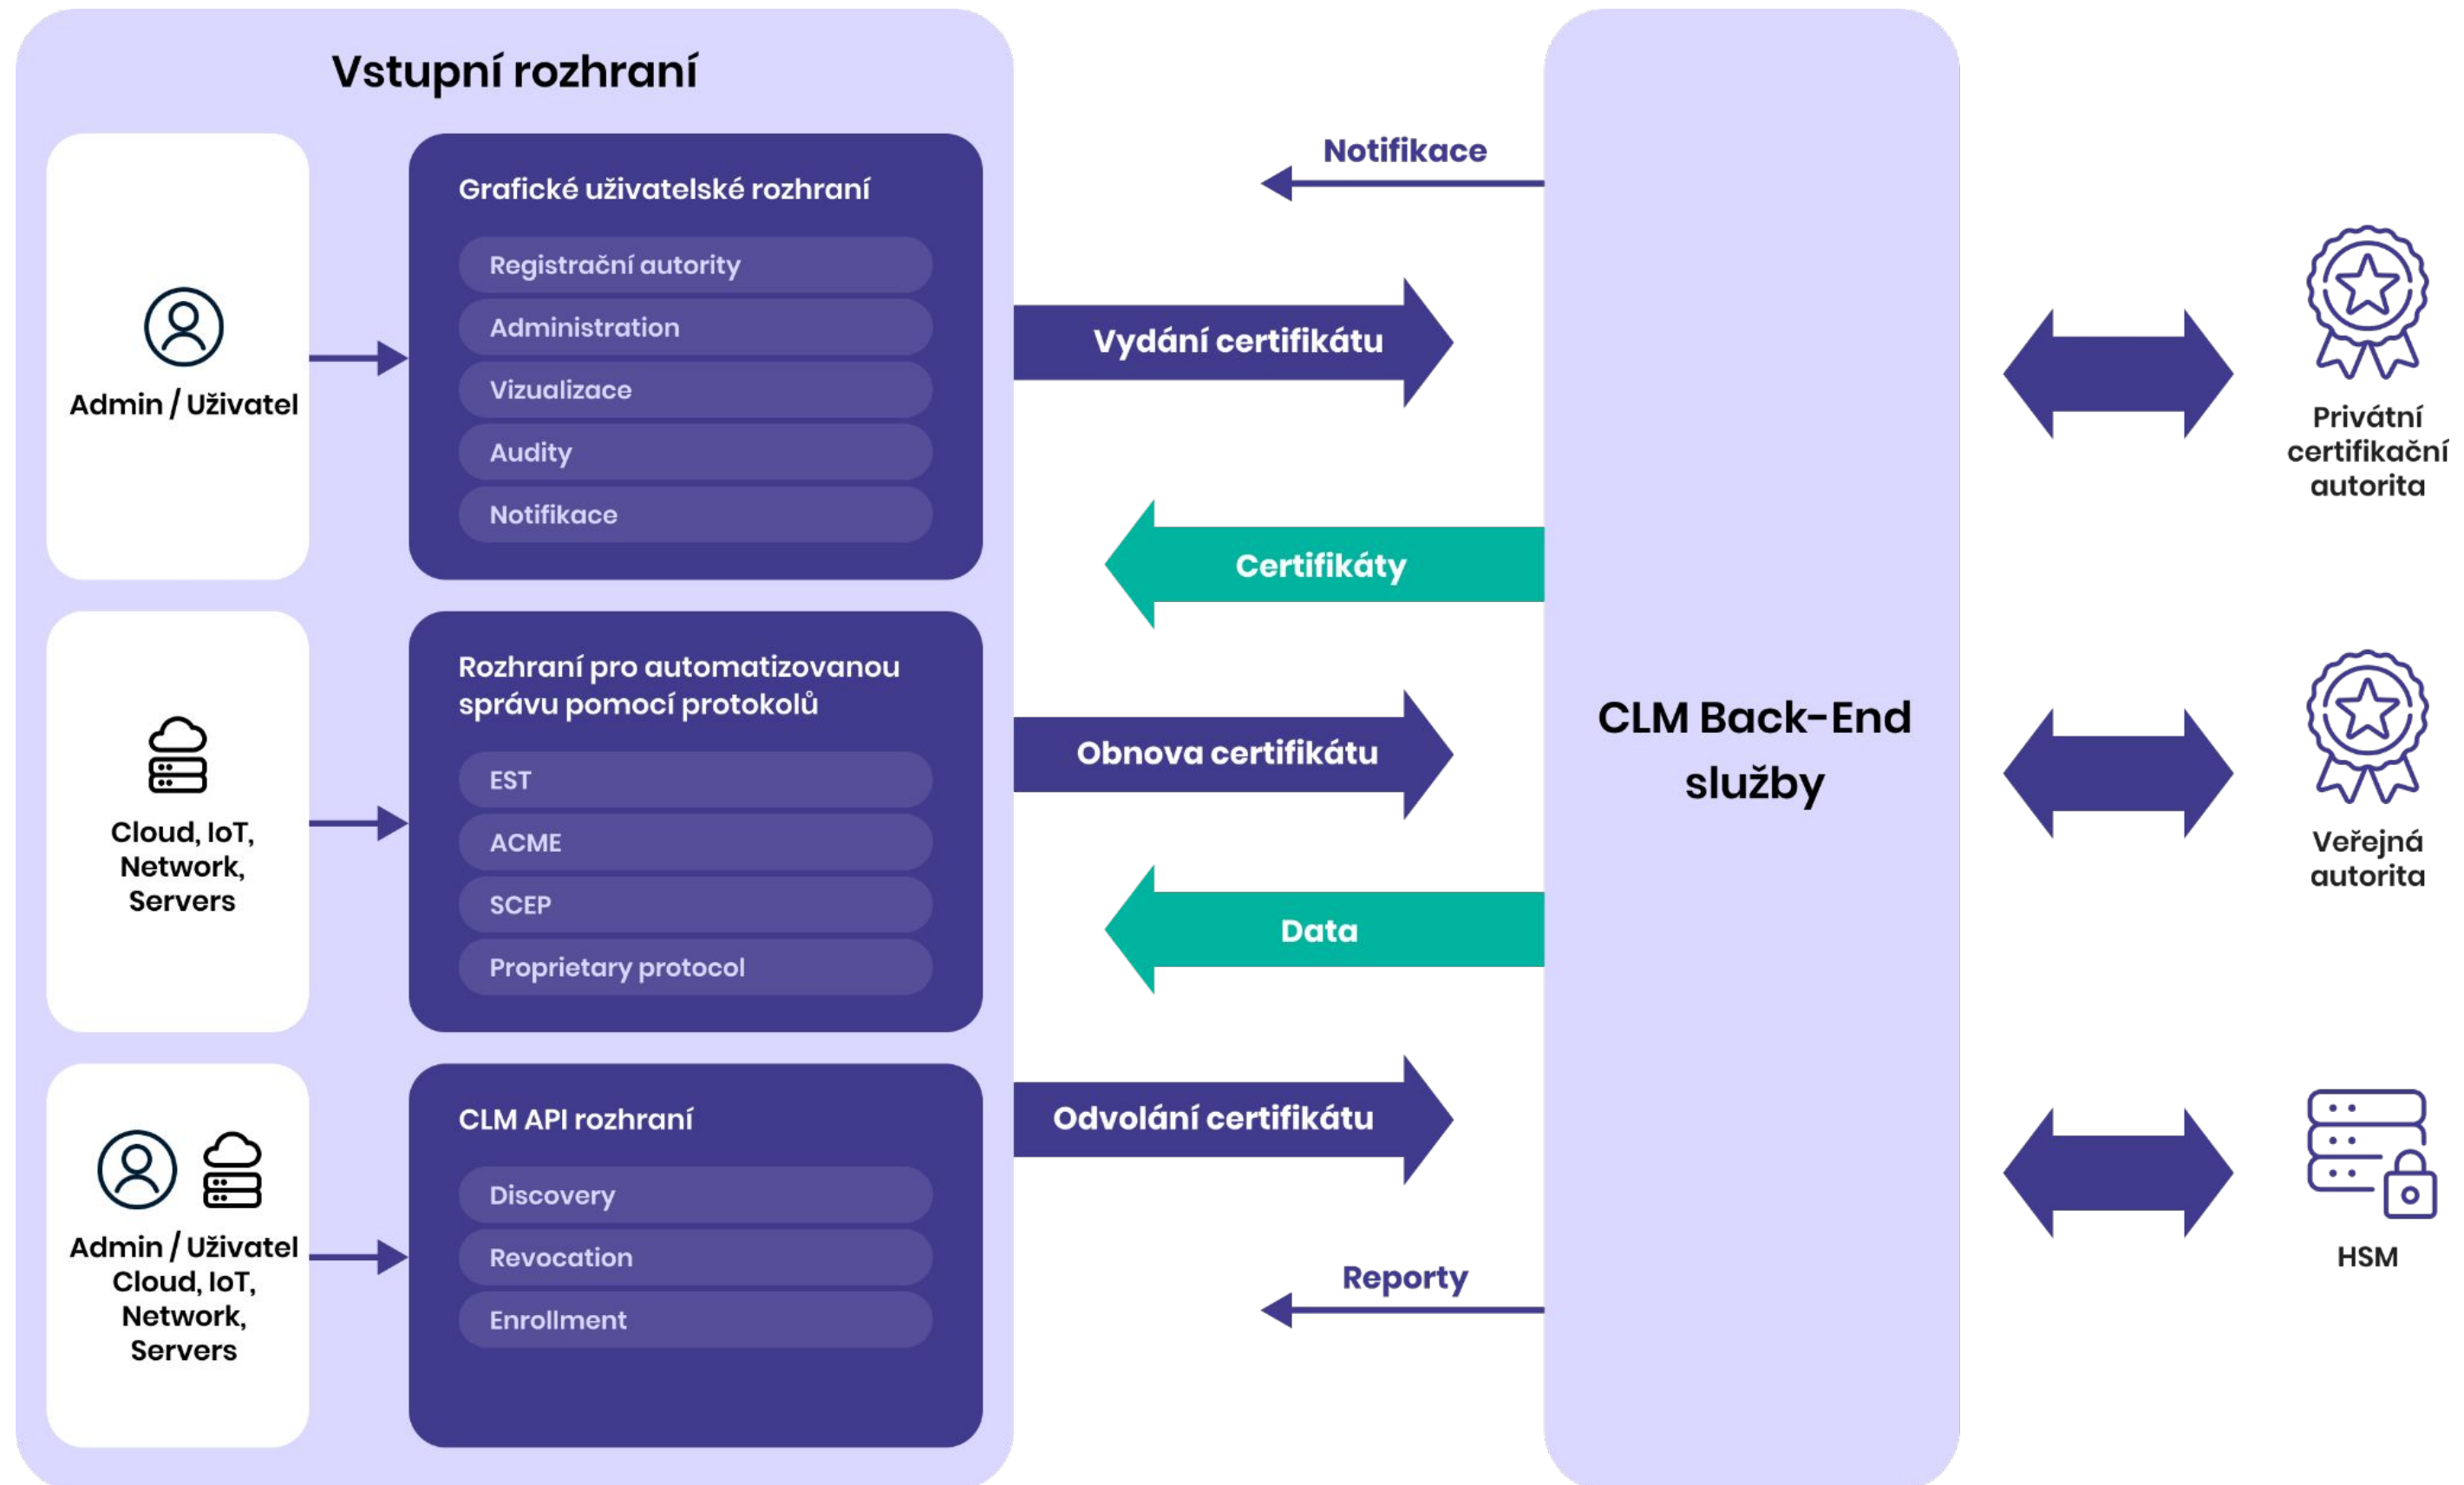 Vstupní rozhraní
Admin / Uživatel
Grafické uživatelské rozhraní
Registrační autority
Administration
Vizualizace
Audity
Notifikace
Cloud, IoT,
Network,
Servers
Rozhraní pro automatizovanou
správu pomocí protokolů
EST
ACME
SCEP
Proprietary protocol
Admin / Uživatel
Cloud, IoT,
Network,
Servers
CLM API rozhraní
Discovery
Revocation
Enrollment
Notifikace
Vydání certifikátu
Certifikáty
Obnova certifikátu
Data
Odvolání certifikátu
Reporty
CLM Back-End
služby
Privátní
certifikační
autorita
Veřejná
autorita
HSM